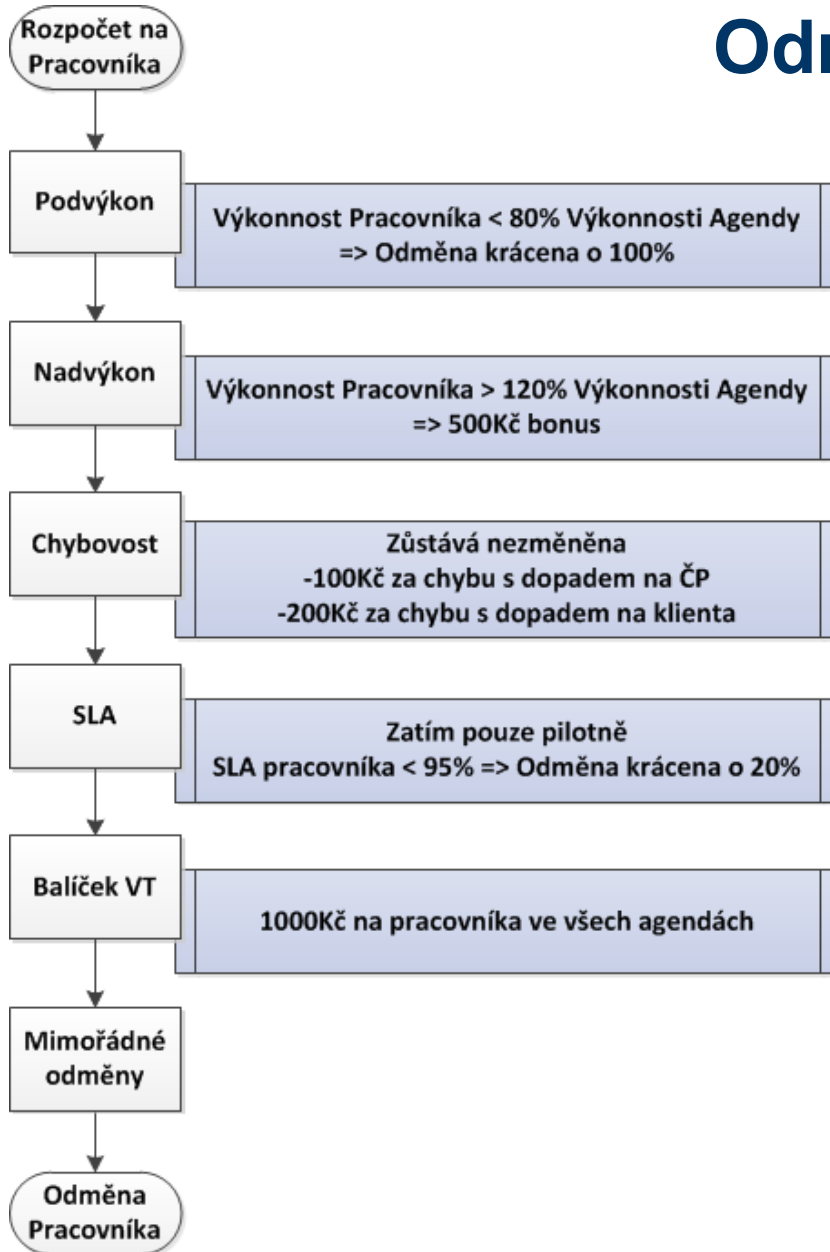 Rozpočet na
Pracovníka
Odr
Podvýkon
Výkonnost Pracovníka < 80% Výkonnosti Agendy
=> Odměna krácena o 100%
Nadvýkon
Výkonnost Pracovníka > 120% Výkonnosti Agendy
=> 500Kč bonus
Chybovost
Zůstává nezměněna
-100Kč za chybu s dopadem na ČP
-200Kč za chybu s dopadem na klienta
SLA
Zatím pouze pilotně
SLA pracovníka < 95% => Odměna krácena o 20%
Balíček VT
1000Kč na pracovníka ve všech agendách
Mimořádné
odměny
Odměna
Pracovníka